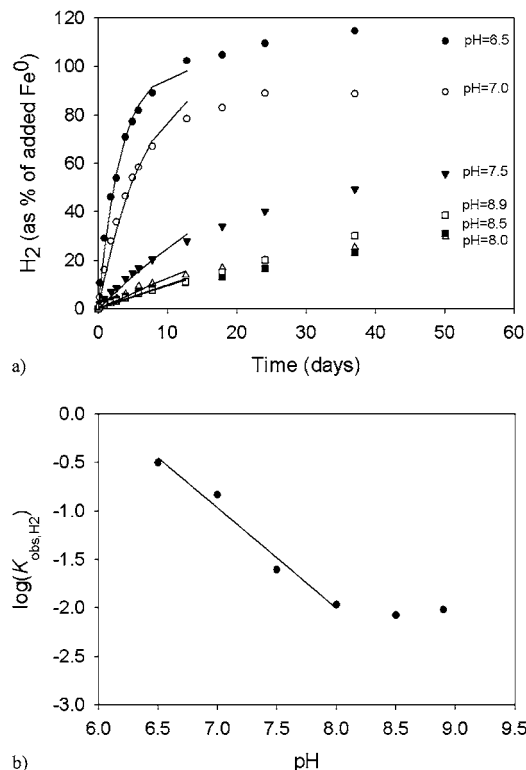 120
100
80
60
40
20
0
H2 (as % of added Fe0)
pH=6.5
pH=7.0
pH=7.5
pH=8.9
pH=8.5
pH=8.0
0 10 20 30 40 50 60
Time (days)
a)
0.0
-0.5
-1.0
-1.5
-2.0
-2.5
-3.0
log(Kobs,H2)
6.0 6.5 7.0 7.5 8.0 8.5 9.0 9.5
pH
b)